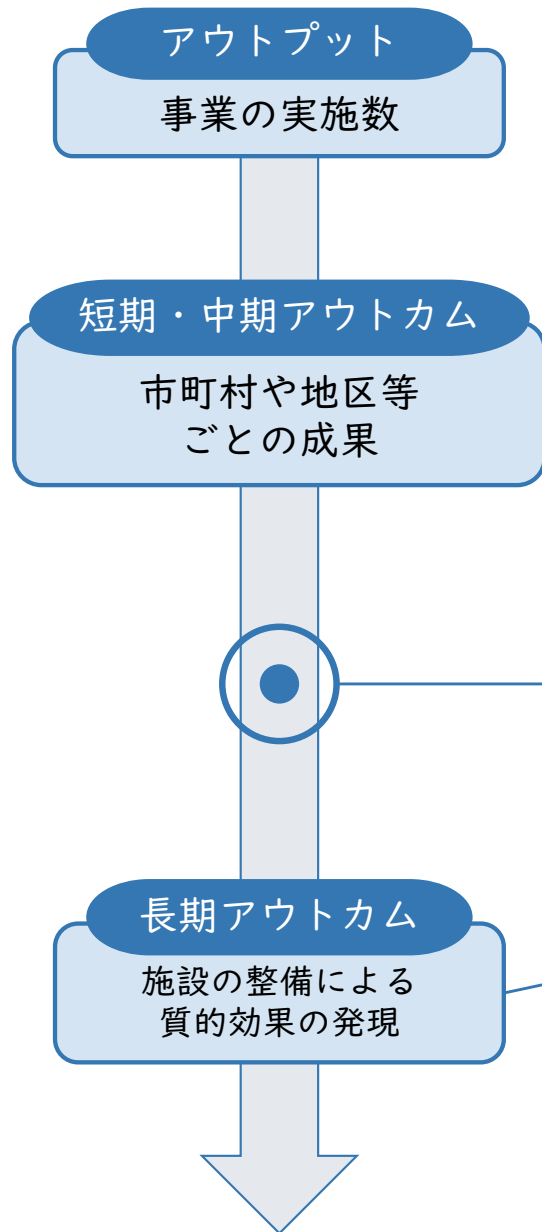 アウトプット
事業の実施数
短期・中期アウトカム
市町村や地区等
ごとの成果
長期アウトカム
施設の整備による
質的効果の発現